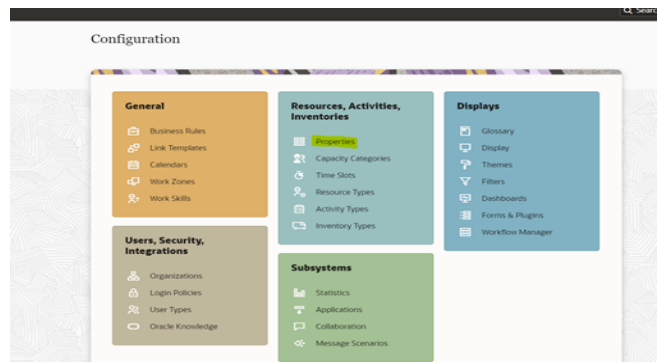 Search
Configuration
General
Business Rules
Link Templates
Calendars
Work Zones
Work Skills
Resources, Activities,
Inventories
Properties
Capacity Categories
Time Slots
Resource Types
Activity Types
Inventory Types
Displays
Glossary
Display
Themes
Filters
Dashboards
Forms & Plugins
Workflow Manager
Users, Security,
Integrations
Organizations
Login Policies
User Types
Oracle Knowledge
Subsystems
Statistics
Applications
Collaboration
Message Scenarios